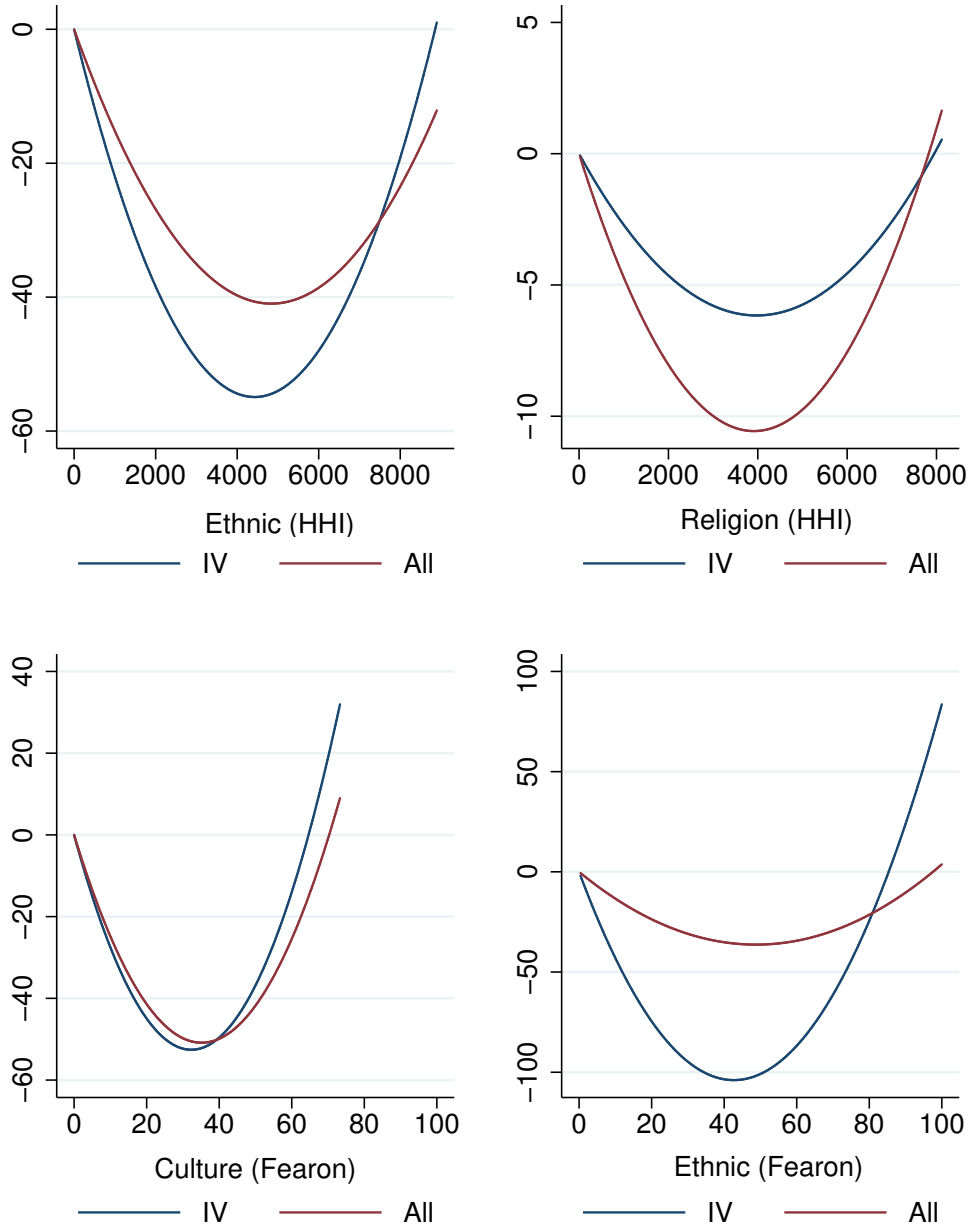 0
−20
−40
−60
0 2000 4000 6000 8000
Ethnic (HHI)
IV All
5
0
−5
−10
0 2000 4000 6000 8000
Religion (HHI)
IV All
40
20
0
−20
−40
−60
0 20 40 60 80 100
Culture (Fearon)
IV All
100
50
0
−50
−100
0 20 40 60 80 100
Ethnic (Fearon)
IV All